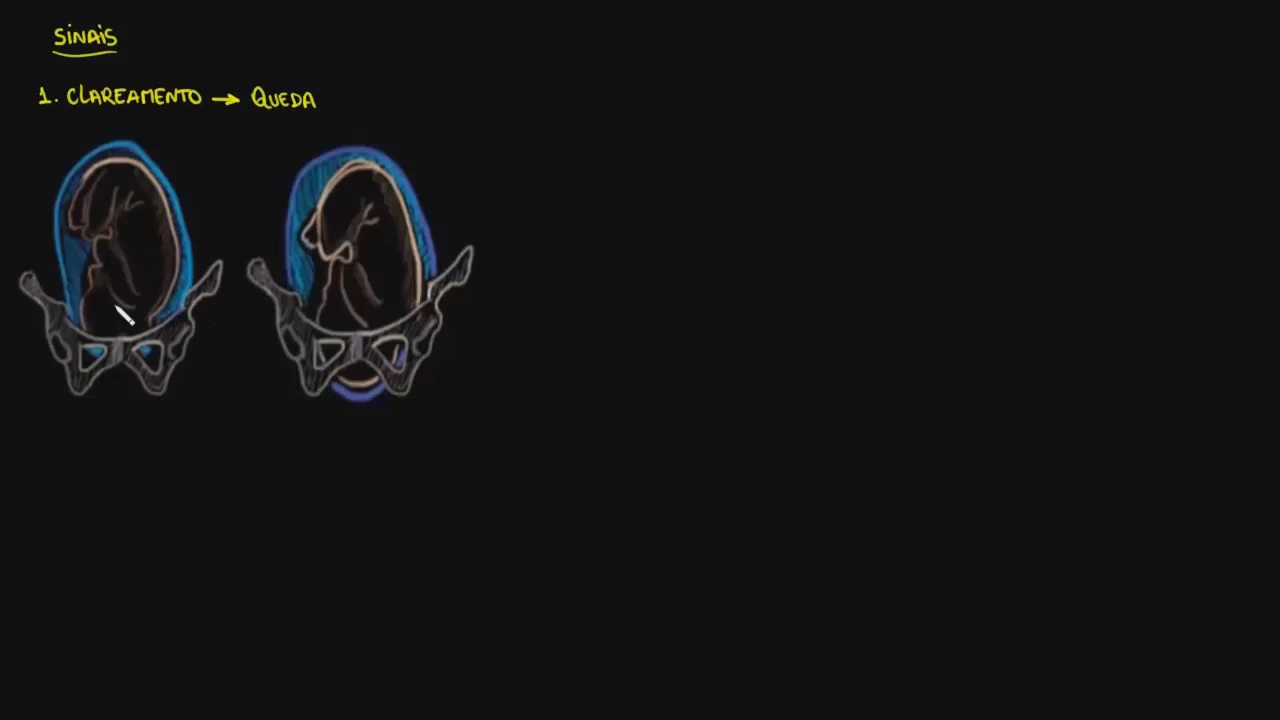 SiNAiS
1. CLAREAMENTO → QUEDA